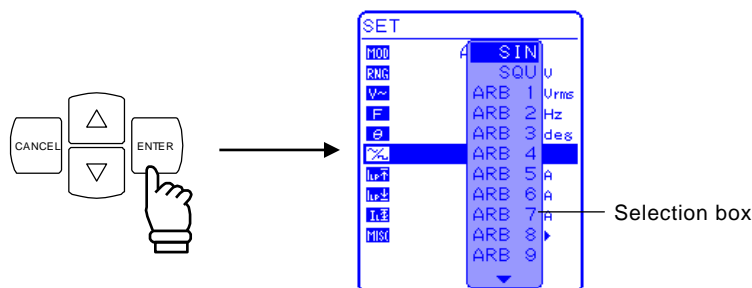 CANCEL
ENTER
SET
MOD A SIN
RNG SQU V
V~ ARB 1 Vrms
F ARB 2 Hz
θ ARB 3 deg
ARB 4
ARB 5 A
ARB 6 A
ARB 7 A
MISC ARB 8
ARB 9
Selection box